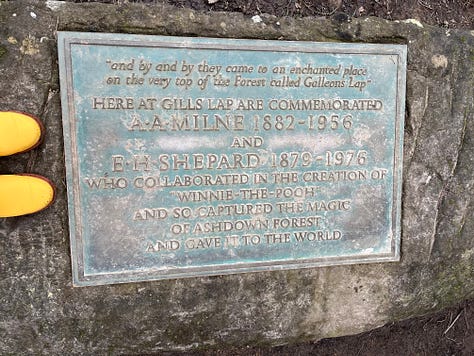 "and by and by they came to an enchanted place
on the very top of the Forest called Galleons Lap"
HERE AT GILLS LAP ARE COMMEMORATED
A.A.MILNE 1882-1956
AND
E.H.SHEPARD 1879-1976
WHO COLLABORATED IN THE CREATION OF
"WINNIE-THE-POOH"
AND SO CAPTURED THE MAGIC
OF ASHDOWN FOREST
AND GAVE IT TO THE WORLD